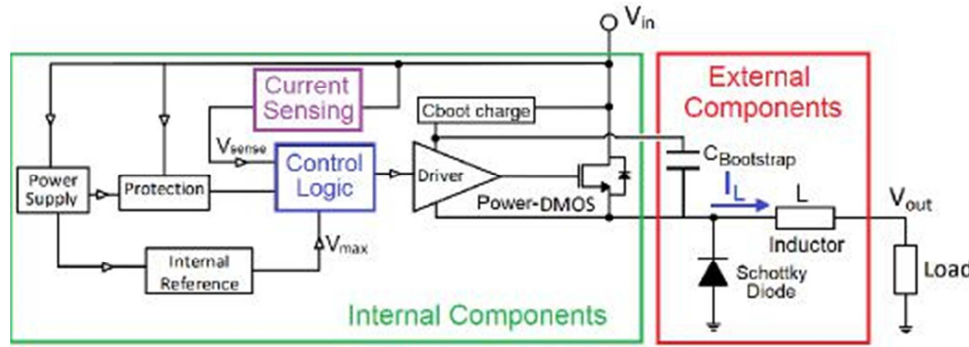 Vin
Current
Sensing
External
Components
Cboot charge
Vsense
Control
Logic
Driver
CBootstrap
Power
Supply
Protection
Power-DMOS
IL
L
Vout
Vmax
Inductor
Internal
Reference
Schottky
Diode
Load
Internal Components